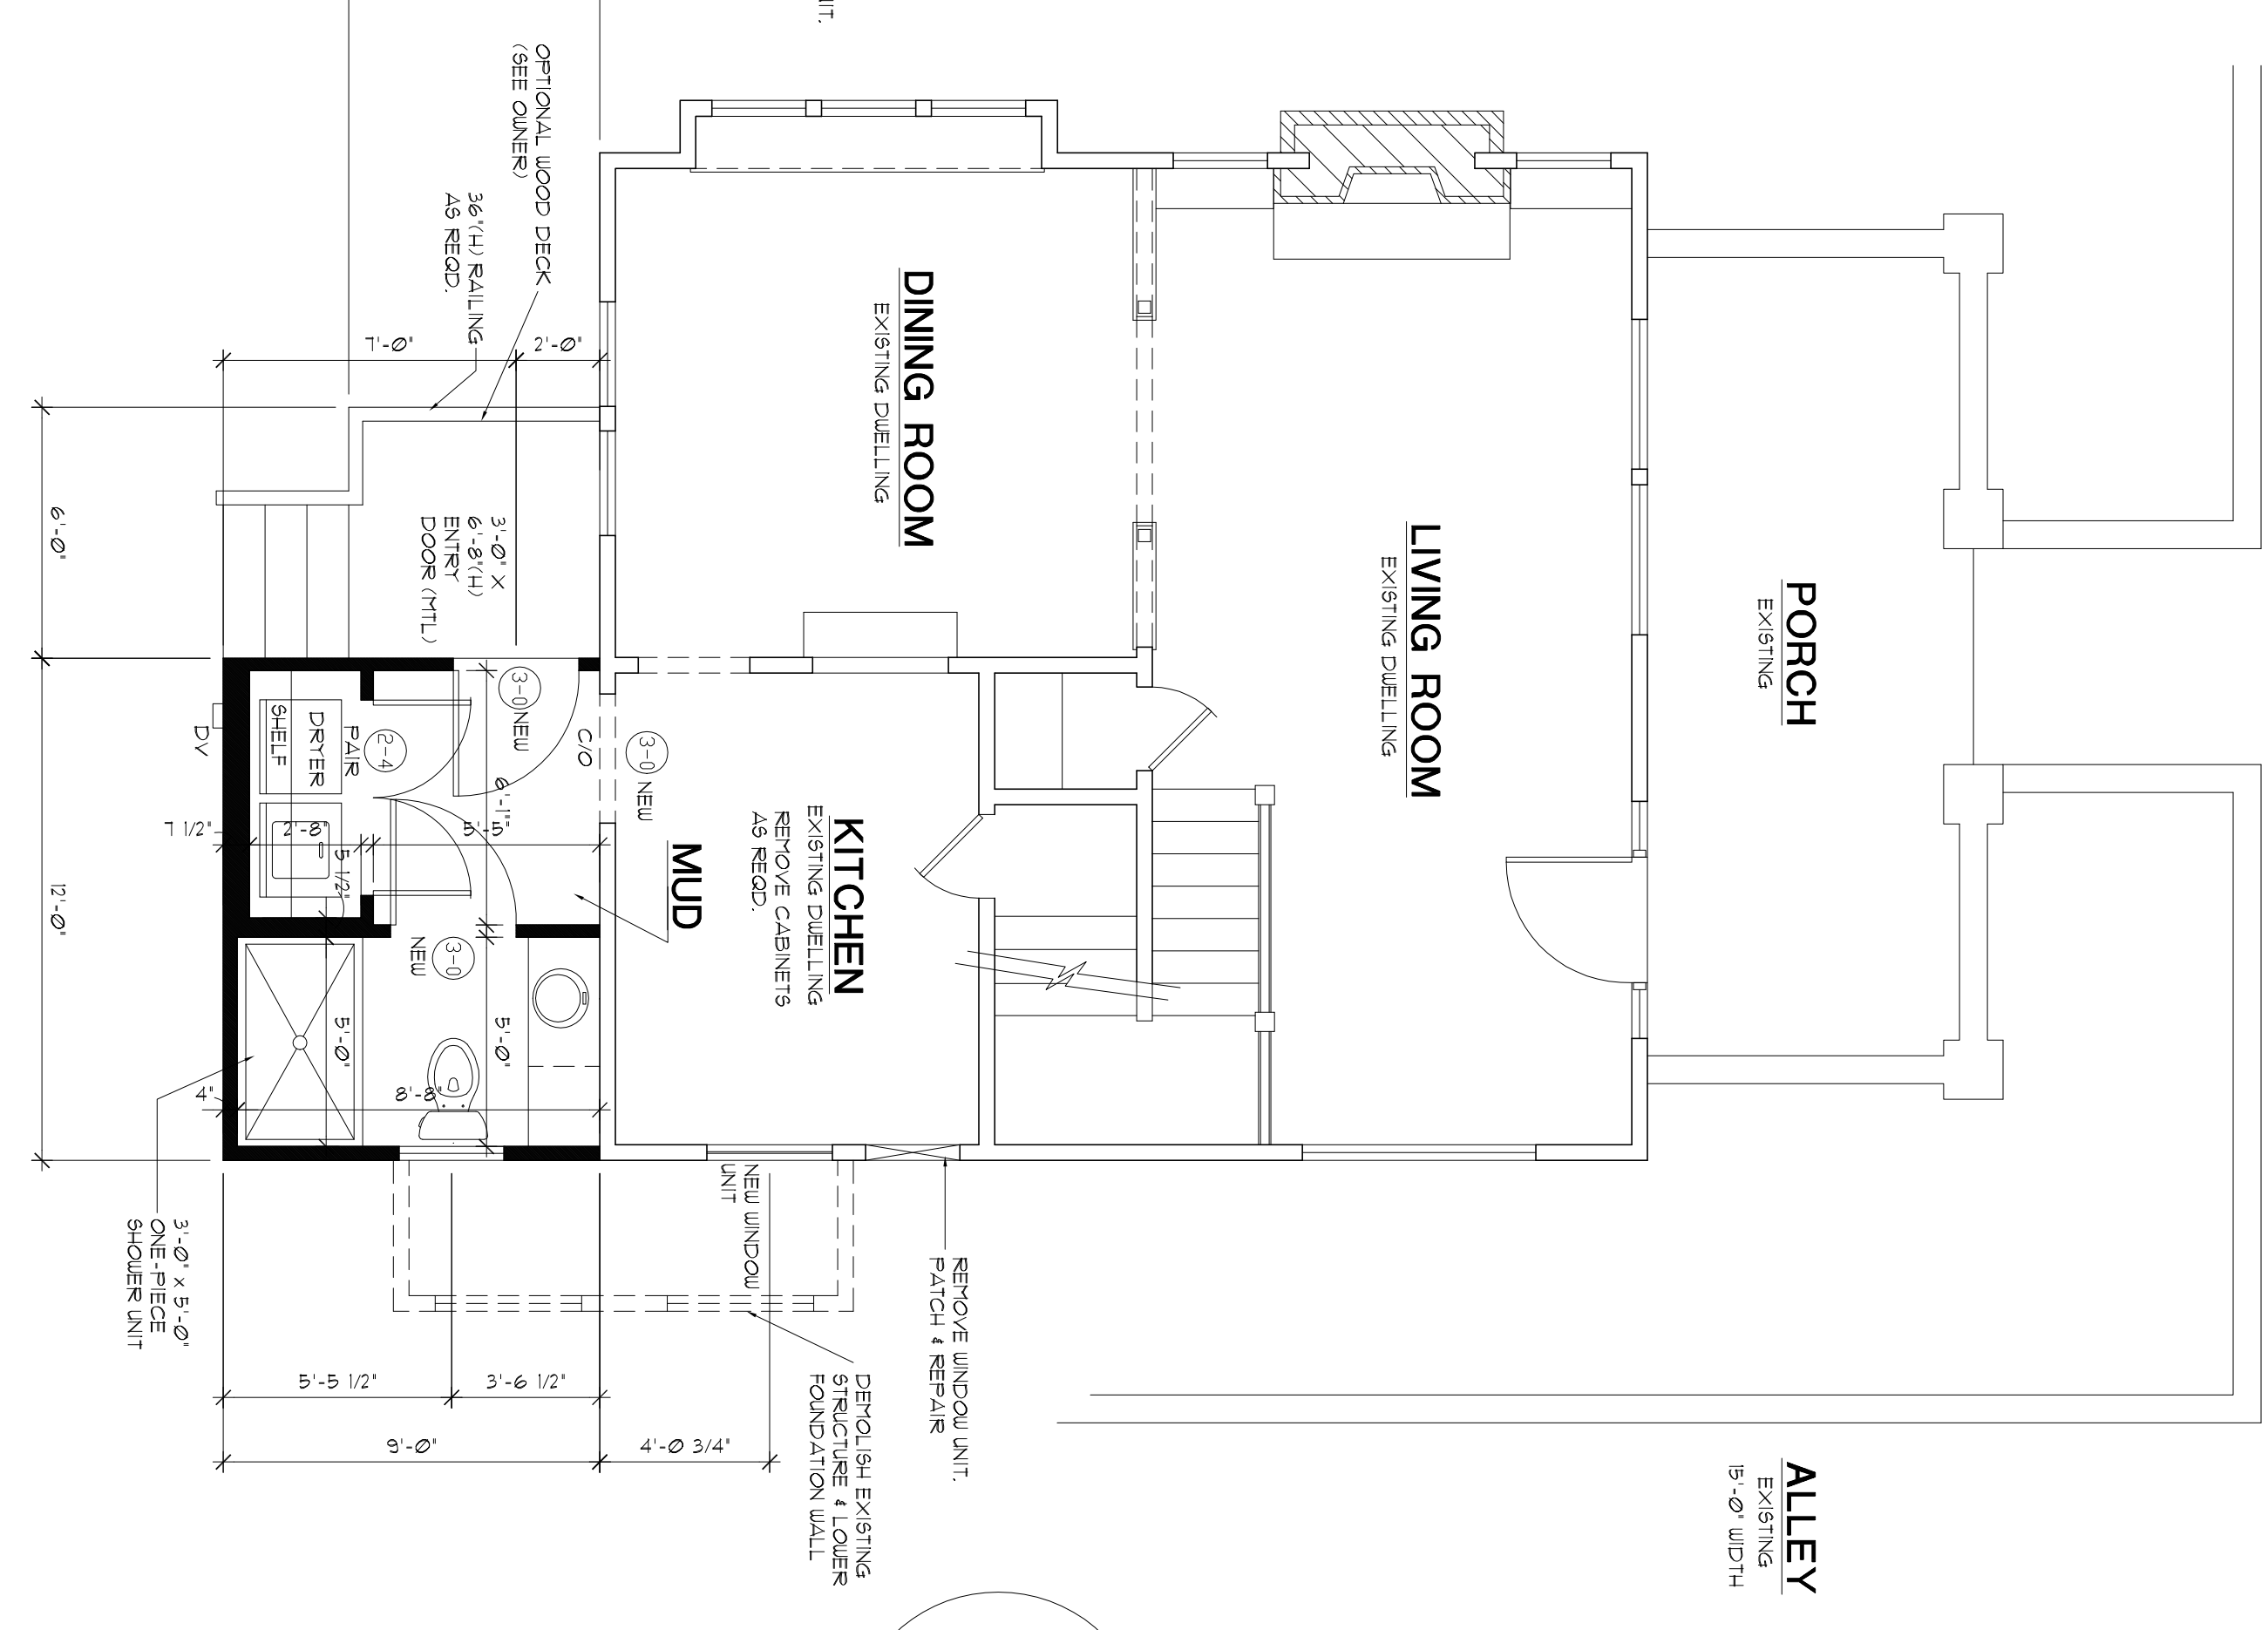 OPTIONAL WOOD DECK
(SEE OWNER)
36"(H) RAILING
AS REQD.
7'-0"
2'-0"
6'-0"
12'-0"
3'-0" X
6'-8"(H)
ENTRY
DOOR (MTL)
DINING ROOM
EXISTING DWELLING
LIVING ROOM
EXISTING DWELLING
PORCH
EXISTING
3-0
NEW
C/O
3-0
NEW
DV
SHELF
DRYER
PAIR
2-4
6'-1"
7 1/2"
2'-8"
5'-5"
5 1/2"
MUD
KITCHEN
EXISTING DWELLING
REMOVE CABINETS
AS REQD.
3-0
NEW
5'-0"
5'-0"
4"
8'-8"
3'-0" x 5'-0"
ONE-PIECE
SHOWER UNIT
NEW WINDOW
UNIT
REMOVE WINDOW UNIT.
PATCH & REPAIR
DEMOLISH EXISTING
STRUCTURE & LOWER
FOUNDATION WALL
5'-5 1/2"
3'-6 1/2"
9'-0"
4'-0 3/4"
ALLEY
EXISTING
15'-0" WIDTH